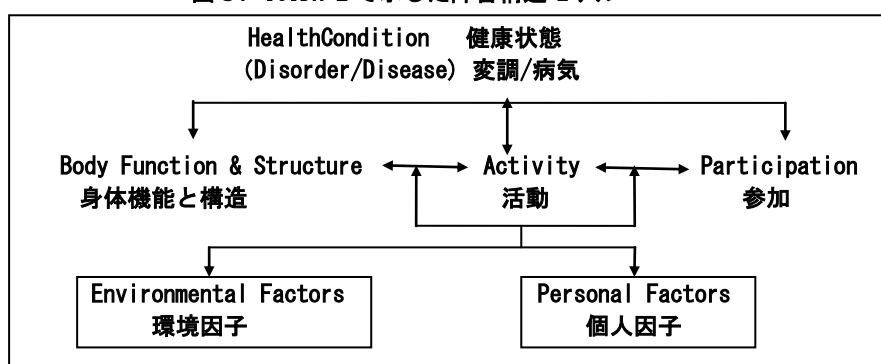 HealthCondition 健康状態
(Disorder/Disease) 変調/病気
Body Function & Structure Activity Participation
身体機能と構造 活動 参加
Environmental Factors Personal Factors
環境因子 個人因子